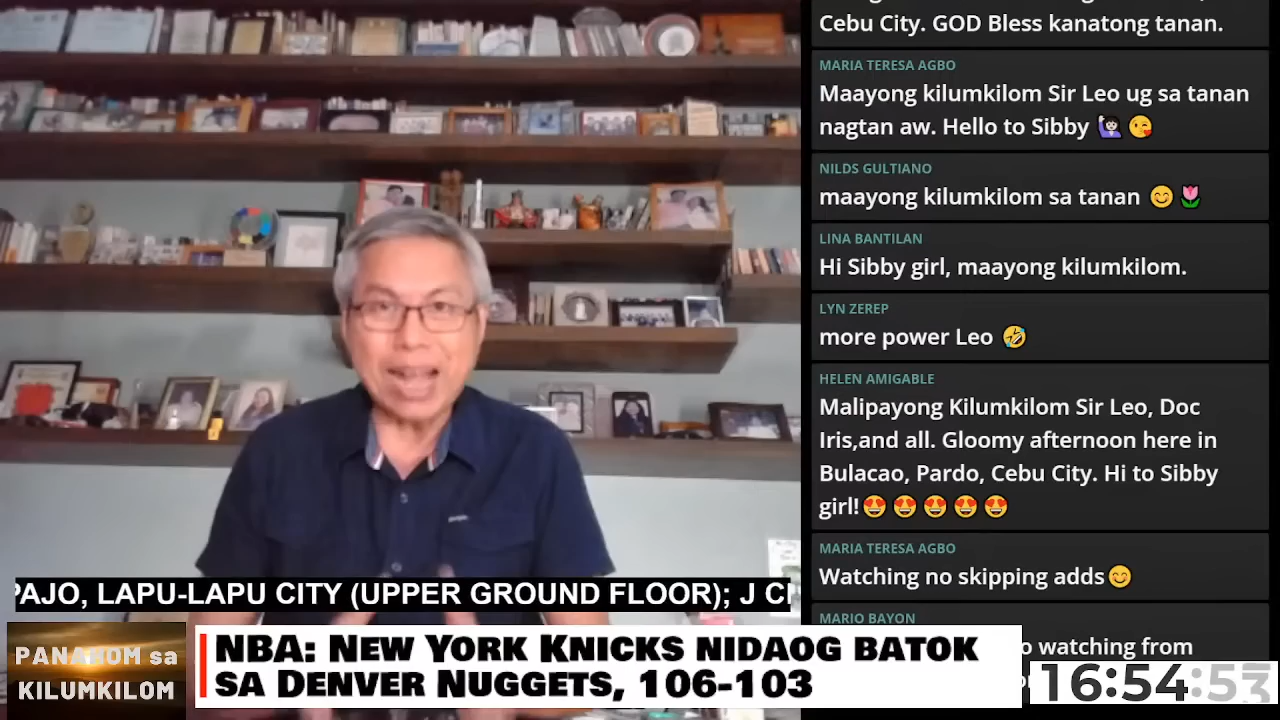 Cebu City. GOD Bless kanatong tanan.
MARIA TERESA AGBO
Maayong kilumkilom Sir Leo ug sa tanan
nagtan aw. Hello to Sibby 🙋🏻‍♀️ 😘
NILDS GULTIANO
maayong kilumkilom sa tanan 😊 🌷
LINA BANTILAN
Hi Sibby girl, maayong kilumkilom.
LYN ZEREP
more power Leo 🤣
HELEN AMIGABLE
Malipayong Kilumkilom Sir Leo, Doc
Iris,and all. Gloomy afternoon here in
Bulacao, Pardo, Cebu City. Hi to Sibby
girl! 😍 😍 😍 😍 😍
MARIA TERESA AGBO
Watching no skipping adds 😊
MARIO BAYON
watching from
PAJO, LAPU-LAPU CITY (UPPER GROUND FLOOR); J
PANAHOM sa
KILUMKILOM
NBA: NEW YORK KNICKS NIDAOG BATOK
SA DENVER NUGGETS, 106-103
16:54:53